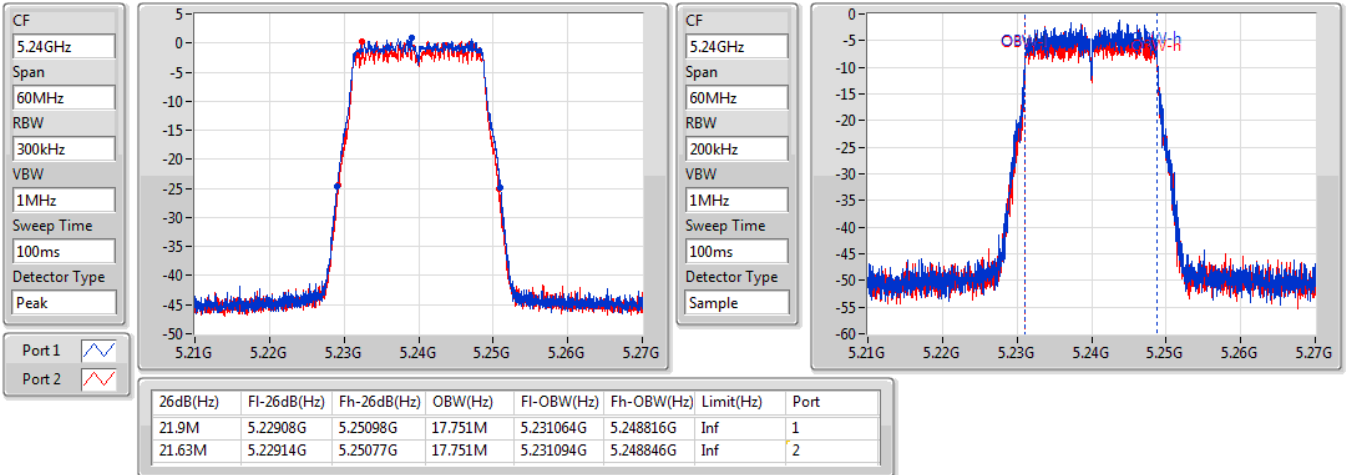 CF
5.24GHz
Span
60MHz
RBW
300kHz
VBW
1MHz
Sweep Time
100ms
Detector Type
Peak
Port 1
Port 2
5
0
-5
-10
-15
-20
-25
-30
-35
-40
-45
-50
5.21G 5.22G 5.23G 5.24G 5.25G 5.26G 5.27G
CF
5.24GHz
Span
60MHz
RBW
200kHz
VBW
1MHz
Sweep Time
100ms
Detector Type
Sample
0
-5
-10
-15
-20
-25
-30
-35
-40
-45
-50
-55
-60
5.21G 5.22G 5.23G 5.24G 5.25G 5.26G 5.27G
26dB(Hz) Fl-26dB(Hz) Fh-26dB(Hz) OBW(Hz) Fl-OBW(Hz) Fh-OBW(Hz) Limit(Hz) Port
21.9M 5.22908G 5.25098G 17.751M 5.231064G 5.248816G Inf 1
21.63M 5.22914G 5.25077G 17.751M 5.231094G 5.248846G Inf 2